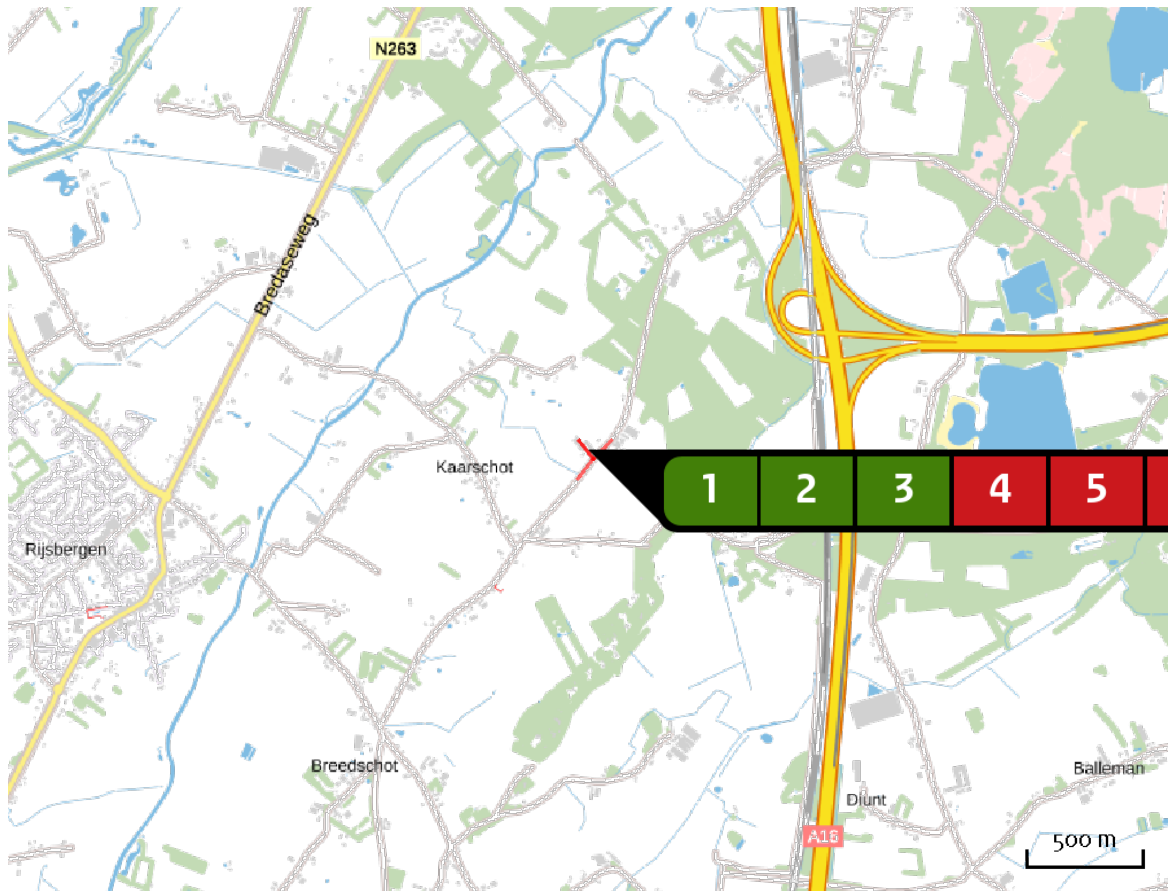 N263
Bredaseweg
Kaarschot
1 2 3 4 5
Rijsbergen
Breedschot
Balleman
Diunt
A16
500 m